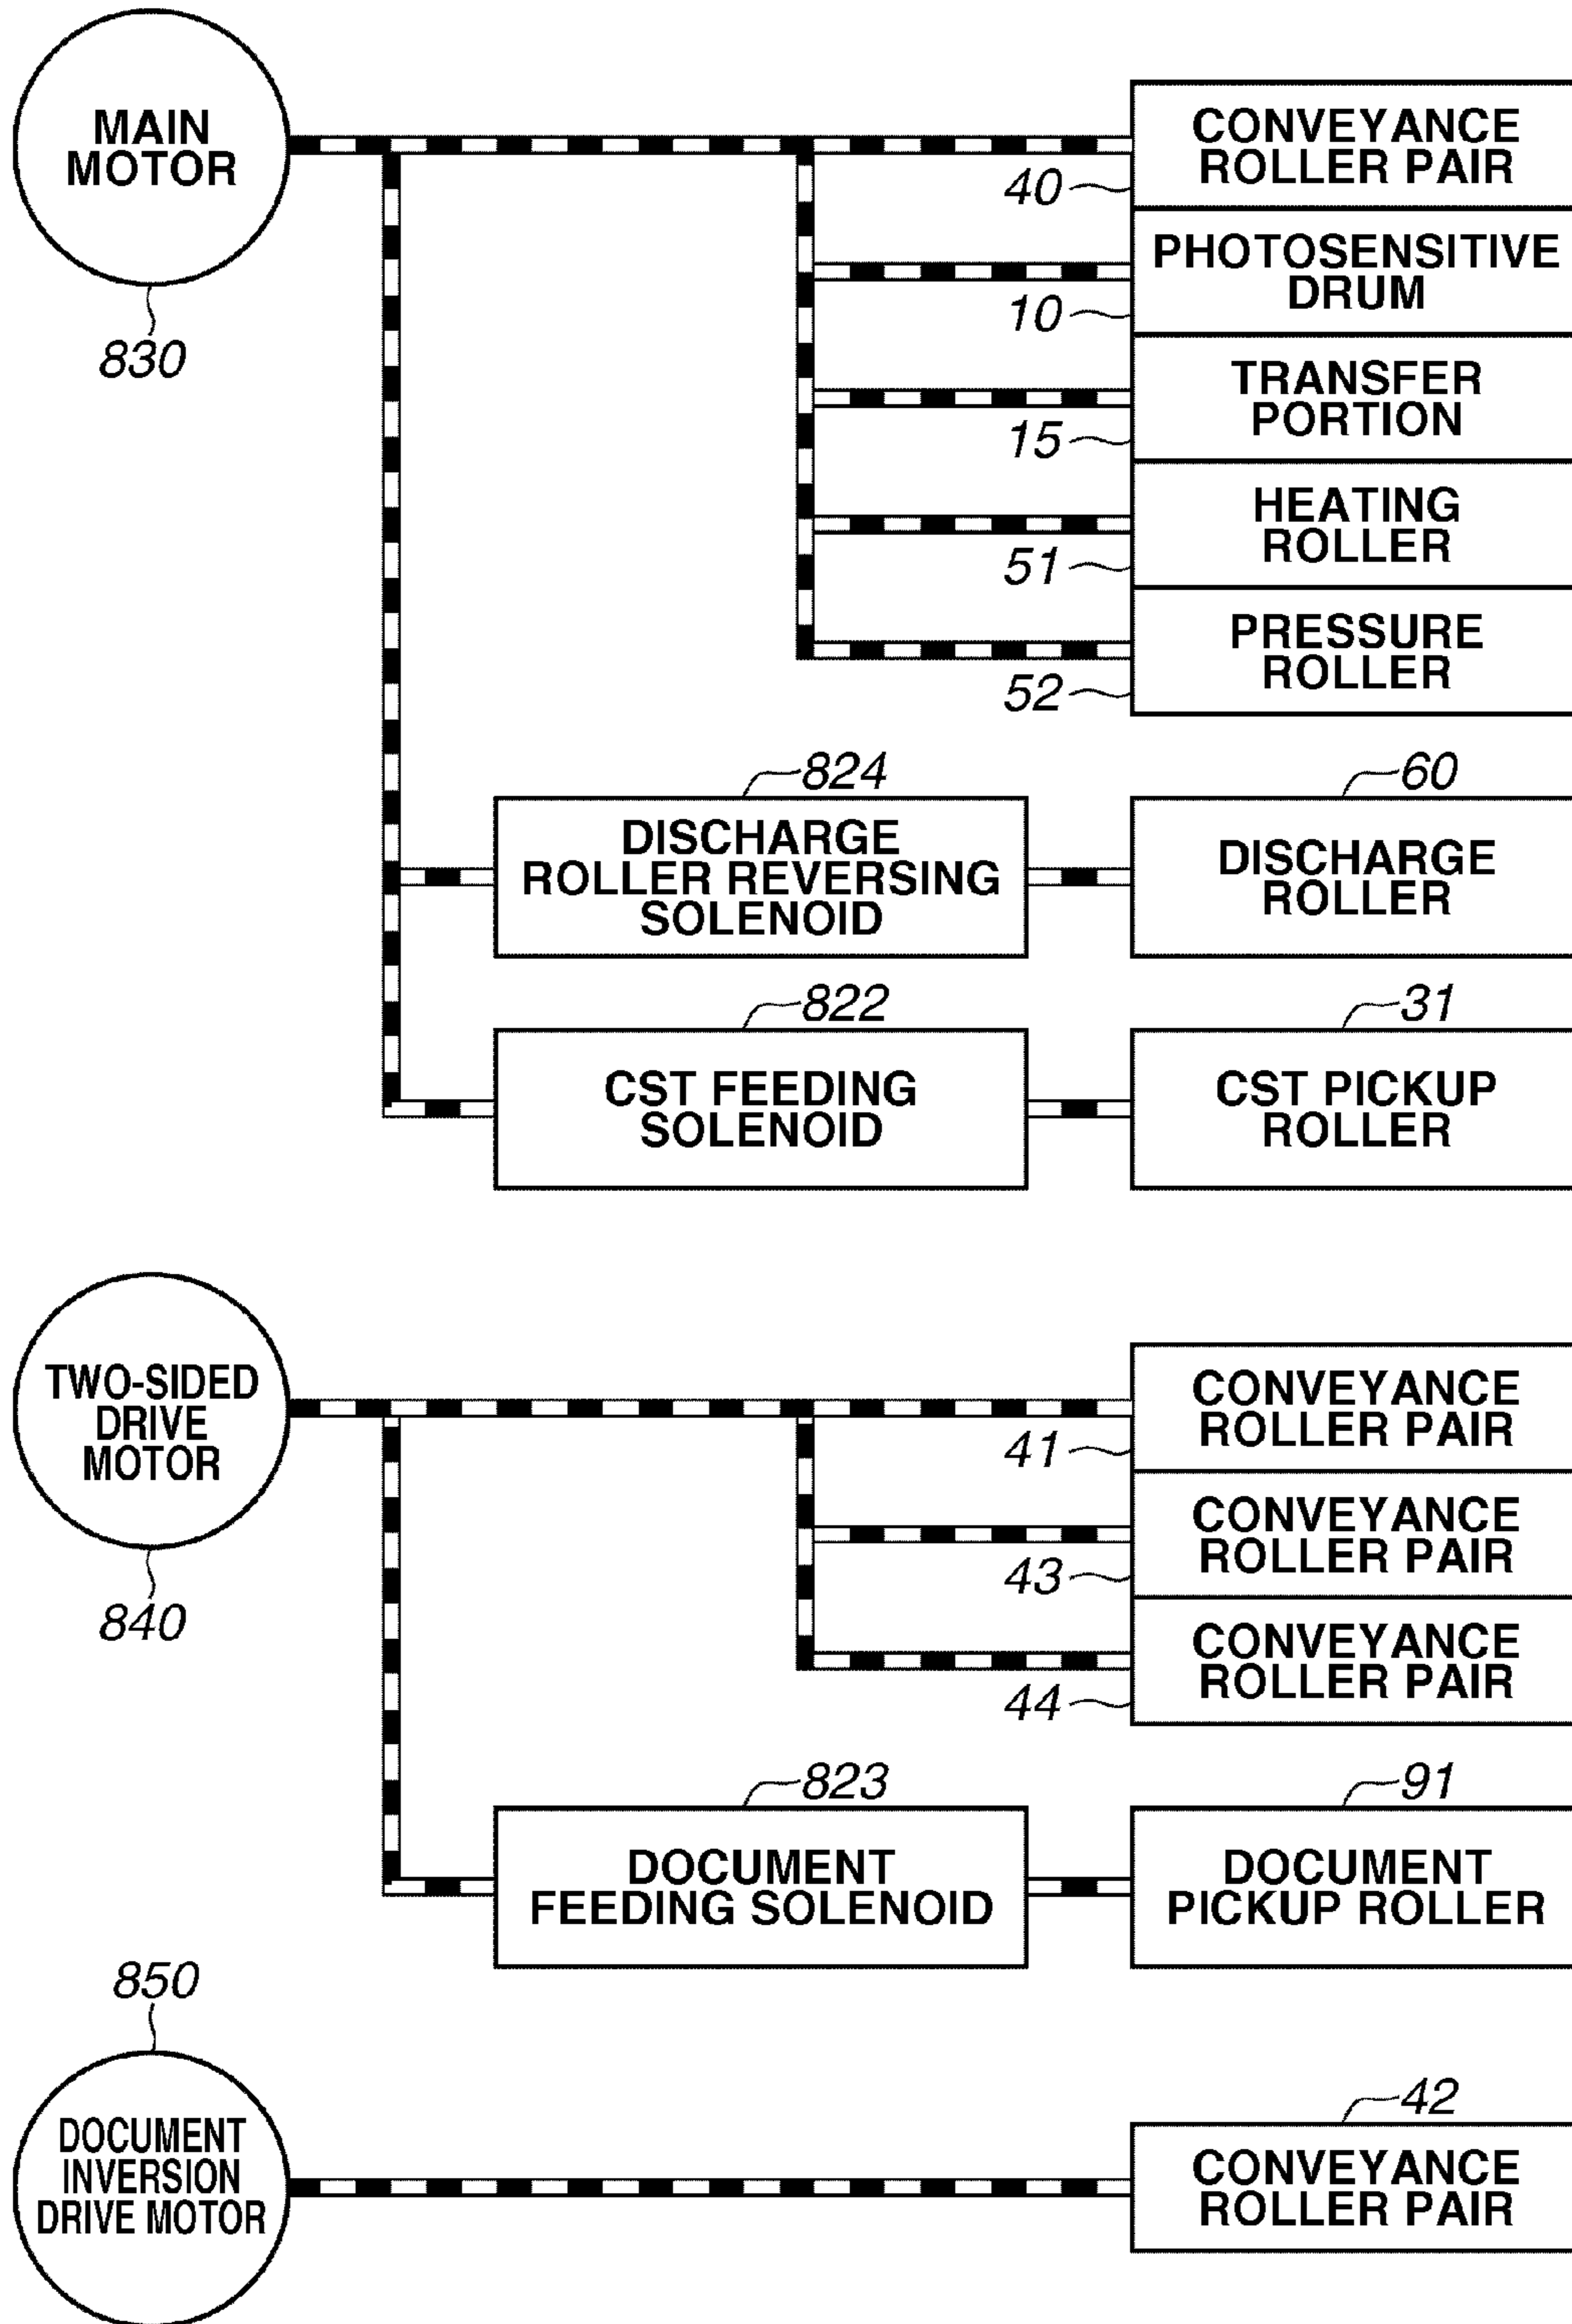 MAIN
MOTOR
830
CONVEYANCE
ROLLER PAIR
40
PHOTOSENSITIVE
DRUM
10
TRANSFER
PORTION
15
HEATING
ROLLER
51
PRESSURE
ROLLER
52
824
DISCHARGE
ROLLER REVERSING
SOLENOID
60
DISCHARGE
ROLLER
822
CST FEEDING
SOLENOID
31
CST PICKUP
ROLLER
TWO-SIDED
DRIVE
MOTOR
840
CONVEYANCE
ROLLER PAIR
41
CONVEYANCE
ROLLER PAIR
43
CONVEYANCE
ROLLER PAIR
44
823
DOCUMENT
FEEDING SOLENOID
91
DOCUMENT
PICKUP ROLLER
850
DOCUMENT
INVERSION
DRIVE MOTOR
42
CONVEYANCE
ROLLER PAIR